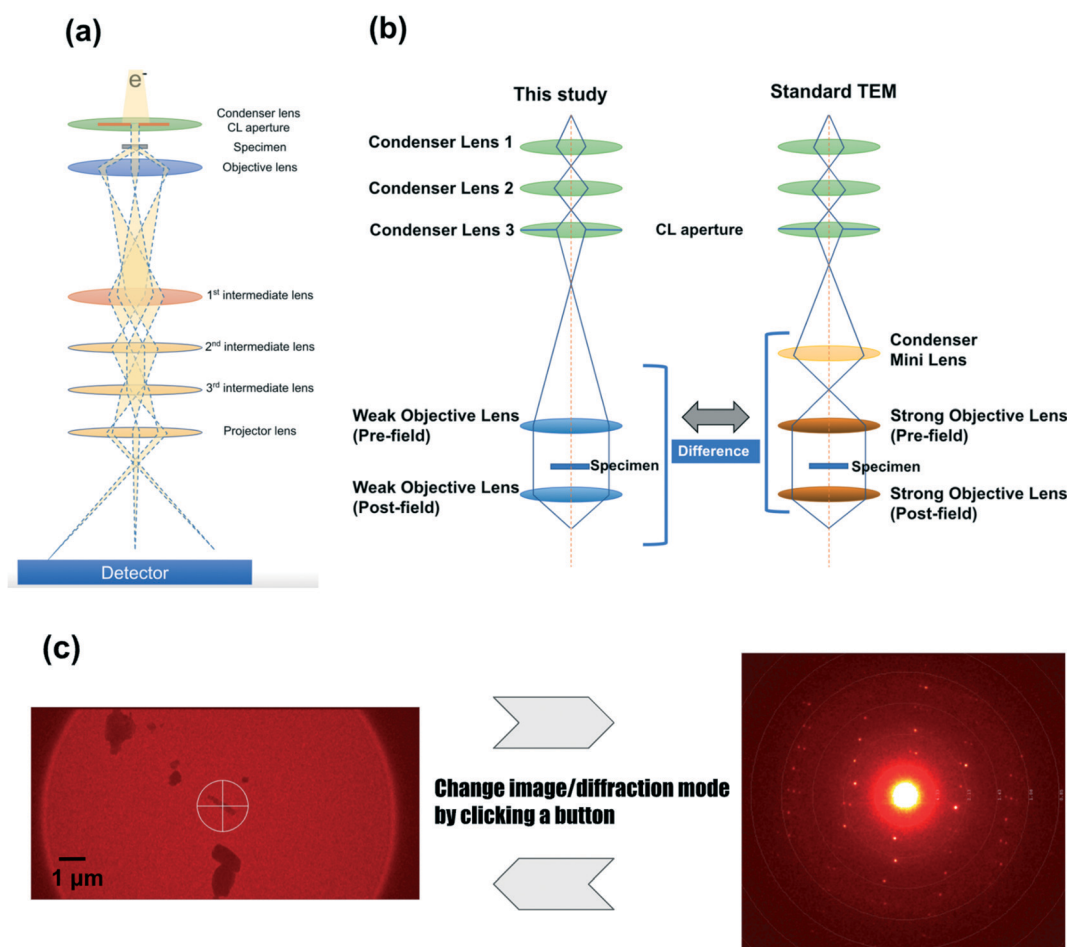 (a)
e-
Condenser lens
CL aperture
Specimen
Objective lens
1st intermediate lens
2nd intermediate lens
3rd intermediate lens
Projector lens
Detector
(b)
This study
Standard TEM
Condenser Lens 1
Condenser Lens 2
Condenser Lens 3
CL aperture
Condenser
Mini Lens
Weak Objective Lens
(Pre-field)
Specimen
Weak Objective Lens
(Post-field)
Difference
Strong Objective Lens
(Pre-field)
Specimen
Strong Objective Lens
(Post-field)
(c)
1 μm
Change image/diffraction mode
by clicking a button